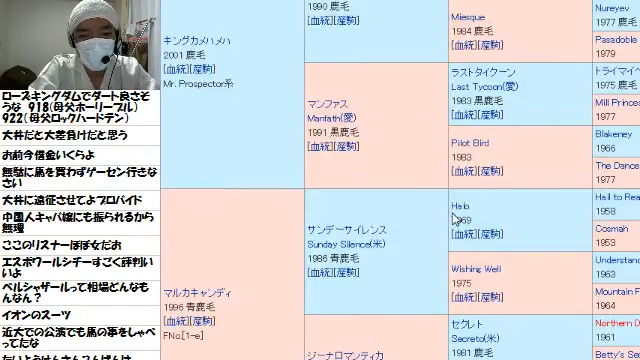 ローズキングダムでダート良さそ
うな 918(母父ホーリーブル)
922(母父ロックハードテン)
大井だと大差負けだと思う
お前今借金いくらよ
無駄に馬を買わずゲーセン行きな
さい
大井に遠征させてよプロバイド
中国人キャバ嬢にも振られるから
無理
ここのリスナーほぼ女だお
エスポワールシチーすごく評判い
いよ
ベルシャザールって相場どんなも
んなん?
イオンのスーツ
近大での公演でも馬の事をしゃべ
ってたな
キングカメハメハ
2001 鹿毛
[血統][産駒]
Mr. Prospector系
マルカキャンディ
1996 青鹿毛
[血統][産駒]
FNo.[1-e]
1990 鹿毛
[血統][産駒]
マンファス
Manfath(愛)
1991 黒鹿毛
[血統][産駒]
サンデーサイレンス
Sunday Silence(米)
1986 青鹿毛
[血統][産駒]
ジーナロマンティカ
Miesque
1984 鹿毛
[血統][産駒]
ラストタイクーン
Last Tycoon(愛)
1983 黒鹿毛
[血統][産駒]
Pilot Bird
1983
[血統][産駒]
Halo
[血統][産駒]
Wishing Well
1975
[血統][産駒]
セクレト
Secreto(米)
1981 鹿毛
Nureyev
1977 鹿毛
Pasadoble
1979
トライマイ
1975 鹿毛
Mill Princes
1977
Blakeney
1966
The Dance
1977
Hail to Rea
1958
Cosmah
1953
Understan
1963
Mountain F
1964
Northern D
1961
Betty's Se